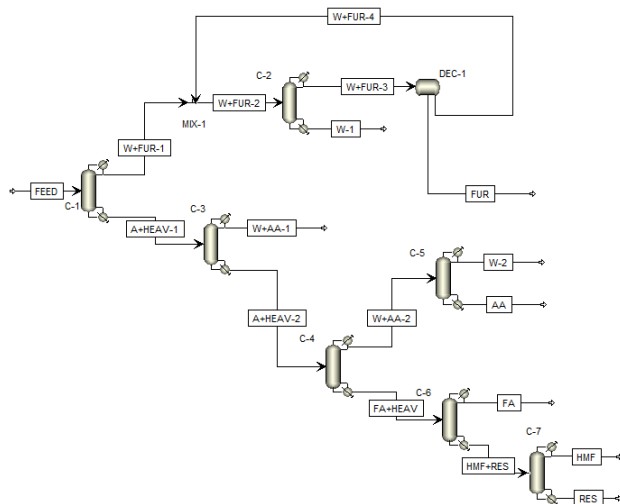 W+FUR-4
C-2
DEC-1
W+FUR-3
W+FUR-2
MIX-1
W-1
W+FUR-1
FEED
C-1
FUR
C-3
A+HEAV-1
W+AA-1
C-5
W-2
AA
A+HEAV-2
W+AA-2
C-4
C-6
FA+HEAV
FA
C-7
HMF+RES
HMF
RES